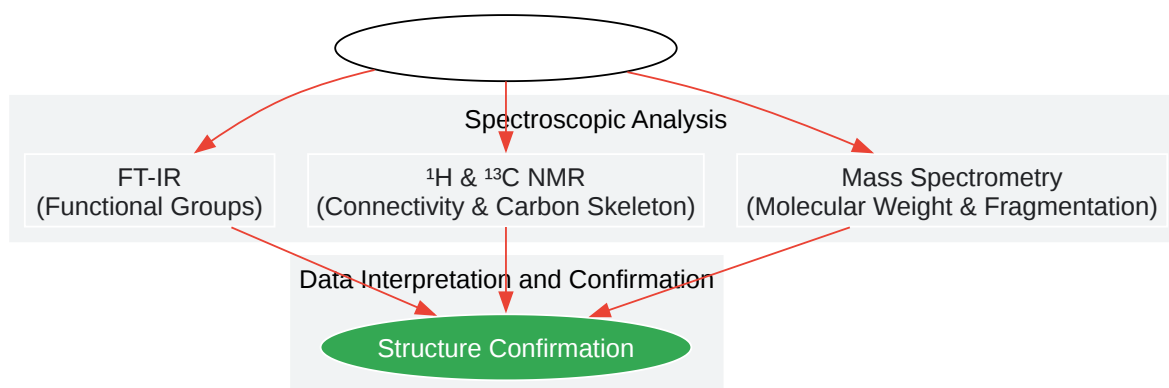 Spectroscopic Analysis
FT-IR
(Functional Groups)
¹H & ¹³C NMR
(Connectivity & Carbon Skeleton)
Mass Spectrometry
(Molecular Weight & Fragmentation)
Data Interpretation and Confirmation
Structure Confirmation